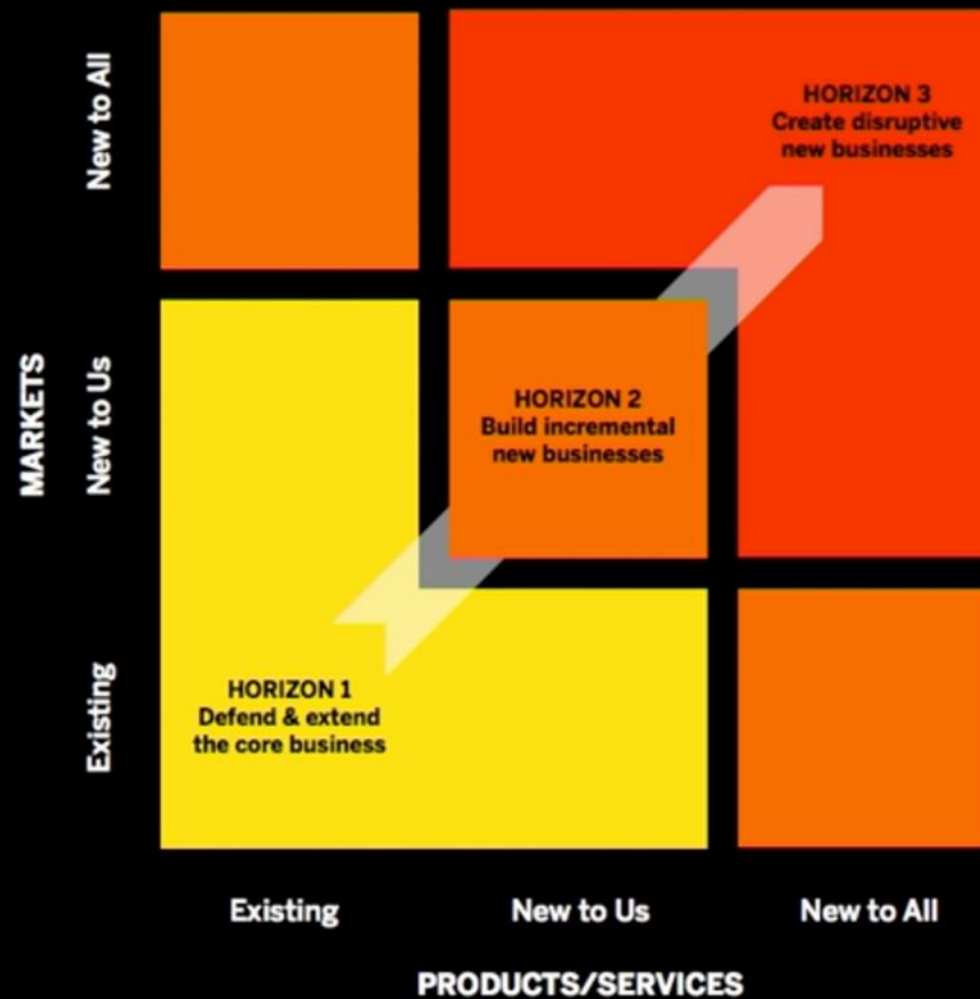 New to All
HORIZON 3
Create disruptive
new businesses
MARKETS
New to Us
HORIZON 2
Build incremental
new businesses
Existing
HORIZON 1
Defend & extend
the core business
Existing
New to Us
New to All
PRODUCTS/SERVICES